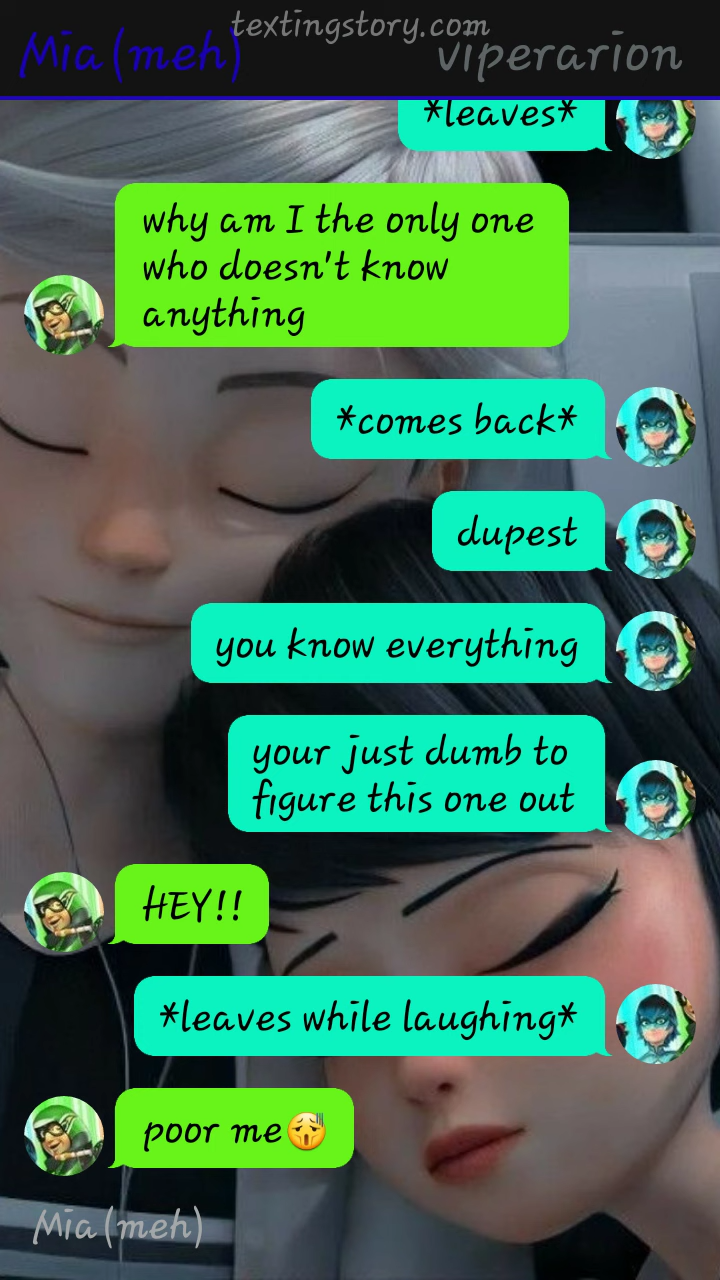 textingstory.com
Mia (meh) viperarion
*leaves*
why am I the only one
who doesn't know
anything
*comes back*
dupest
you know everything
your just dumb to
figure this one out
HEY!!
*leaves while laughing*
poor me😫
Mia (meh)